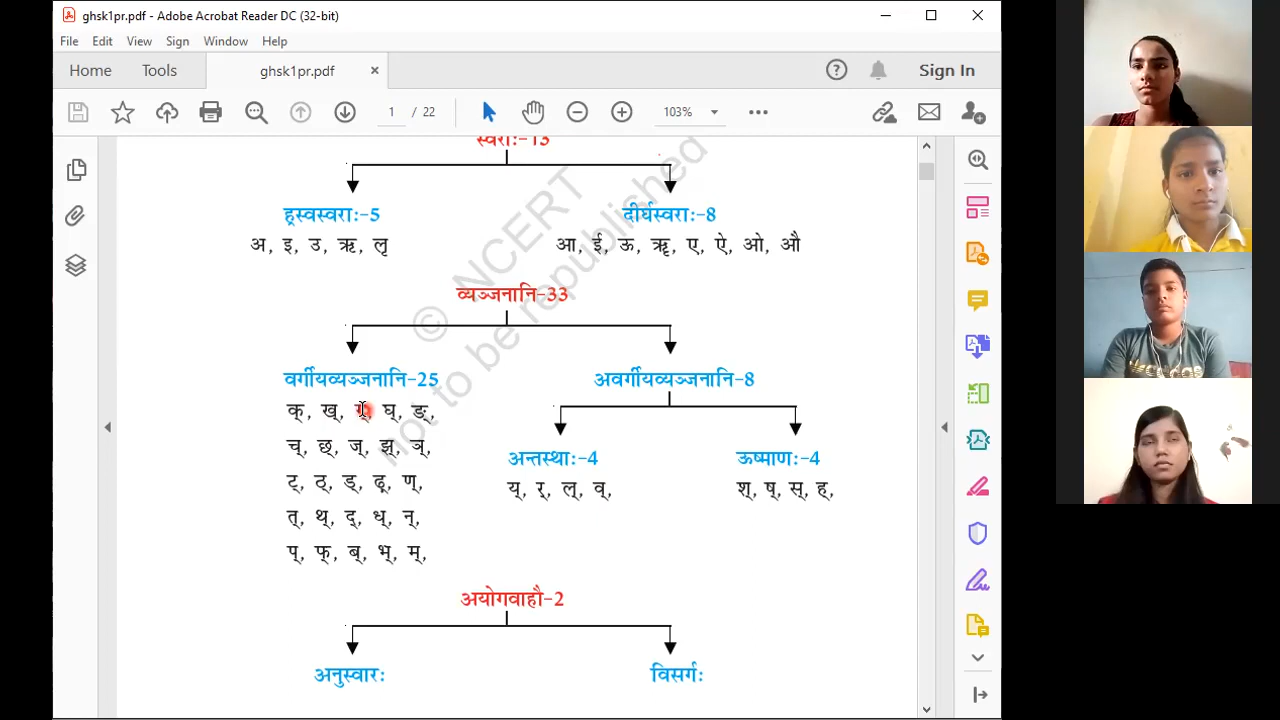 ghsk1pr.pdf - Adobe Acrobat Reader DC (32-bit)
File Edit View Sign Window Help
Home Tools ghsk1pr.pdf × Sign In
1 / 22 103%
स्वराः-13
ह्रस्वस्वराः-5 दीर्घस्वराः-8
अ, इ, उ, ऋ, लृ आ, ई, ऊ, ॠ, ए, ऐ, ओ, औ
© NCERT
not to be republished
व्यञ्जनानि-33
वर्गीयव्यञ्जनानि-25 अवर्गीयव्यञ्जनानि-8
क्, ख्, ग्, घ्, ङ्,
च्, छ्, ज्, झ्, ञ्, अन्तस्थाः-4 ऊष्माणः-4
ट्, ठ्, ड्, ढ्, ण्, य्, र्, ल्, व्, श्, ष्, स्, ह्,
त्, थ्, द्, ध्, न्,
प्, फ्, ब्, भ्, म्,
अयोगवाहौ-2
अनुस्वारः विसर्गः